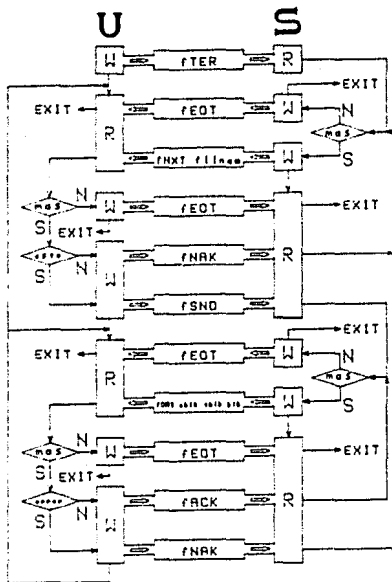 U S
W fTER R
EXIT fEOT W EXIT
R N
mas
fNXT filnam W S
mas N W fEOT EXIT
S EXIT
N fNAK R
S W
fSND
EXIT fEOT W EXIT
R N
mas
W S
mas N W fEOT EXIT
S EXIT
N fACK R
S W
fNAK